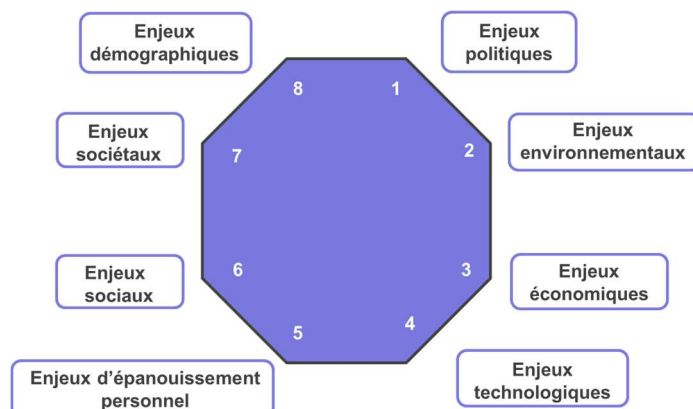 Enjeux
démographiques
Enjeux
politiques
8
1
Enjeux
sociétaux
7
2
Enjeux
environnementaux
Enjeux
sociaux
6
3
Enjeux
économiques
5
4
Enjeux d'épanouissement
personnel
Enjeux
technologiques